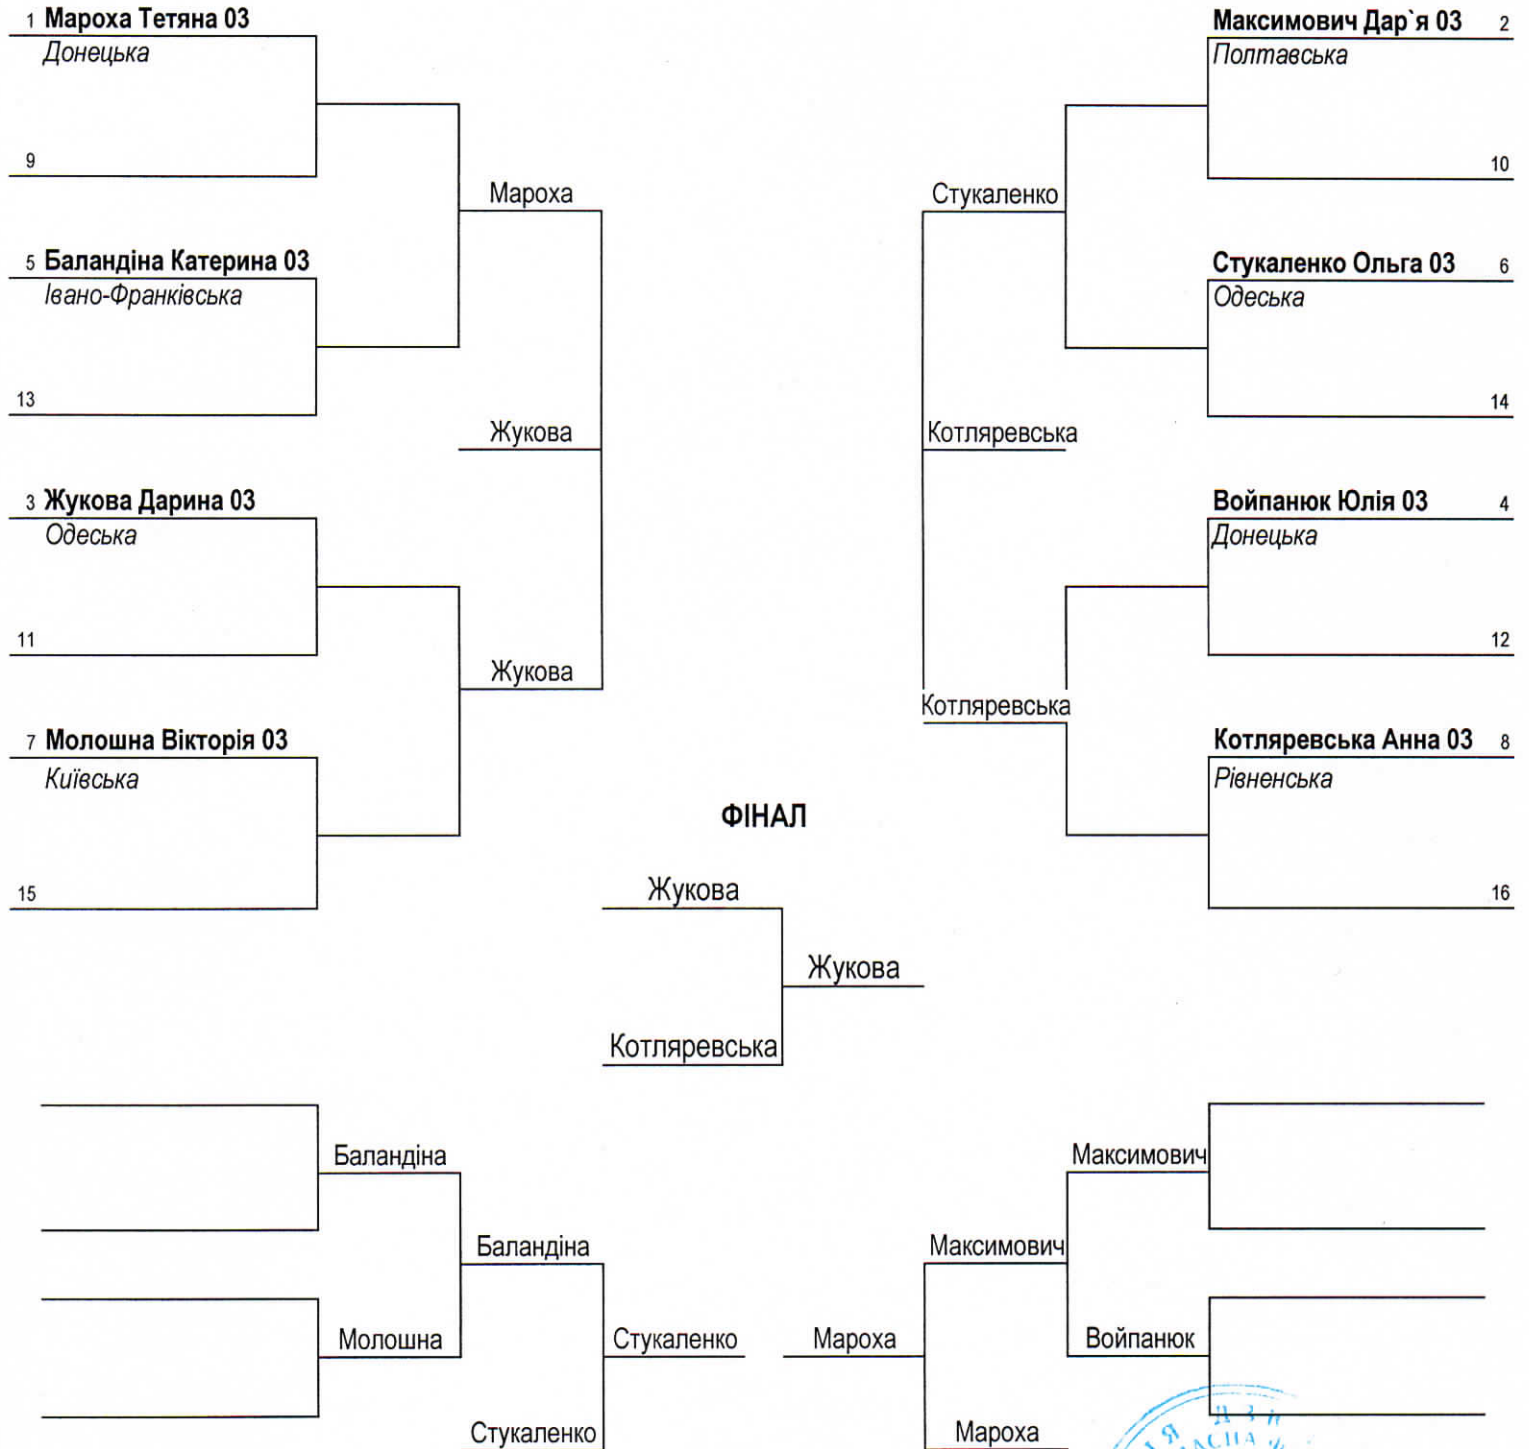 1 Мароха Тетяна 03
Донецька
9
Мароха
5 Баландіна Катерина 03
Івано-Франківська
13
Жукова
3 Жукова Дарина 03
Одеська
11
Жукова
7 Молошна Вікторія 03
Київська
15
Максимович Дар`я 03 2
Полтавська
10
Стукаленко
Стукаленко Ольга 03 6
Одеська
14
Котляревська
Войпанюк Юлія 03 4
Донецька
12
Котляревська
Котляревська Анна 03 8
Рівненська
16
ФІНАЛ
Жукова
Жукова
Котляревська
Баландіна
Баландіна
Молошна
Стукаленко
Стукаленко
Максимович
Максимович
Мароха
Войпанюк
Мароха